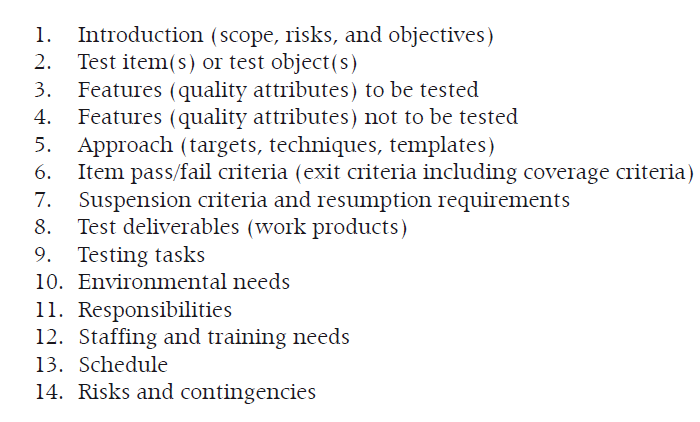 1. Introduction (scope, risks, and objectives)
2. Test item(s) or test object(s)
3. Features (quality attributes) to be tested
4. Features (quality attributes) not to be tested
5. Approach (targets, techniques, templates)
6. Item pass/fail criteria (exit criteria including coverage criteria)
7. Suspension criteria and resumption requirements
8. Test deliverables (work products)
9. Testing tasks
10. Environmental needs
11. Responsibilities
12. Staffing and training needs
13. Schedule
14. Risks and contingencies